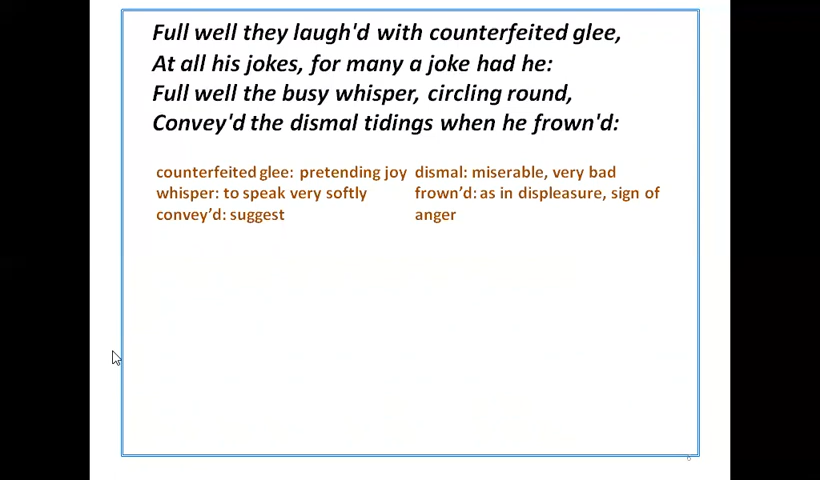 Full well they laugh'd with counterfeited glee,
At all his jokes, for many a joke had he:
Full well the busy whisper, circling round,
Convey'd the dismal tidings when he frown'd:
counterfeited glee: pretending joy
whisper: to speak very softly
convey’d: suggest
dismal: miserable, very bad
frown’d: as in displeasure, sign of
anger
6